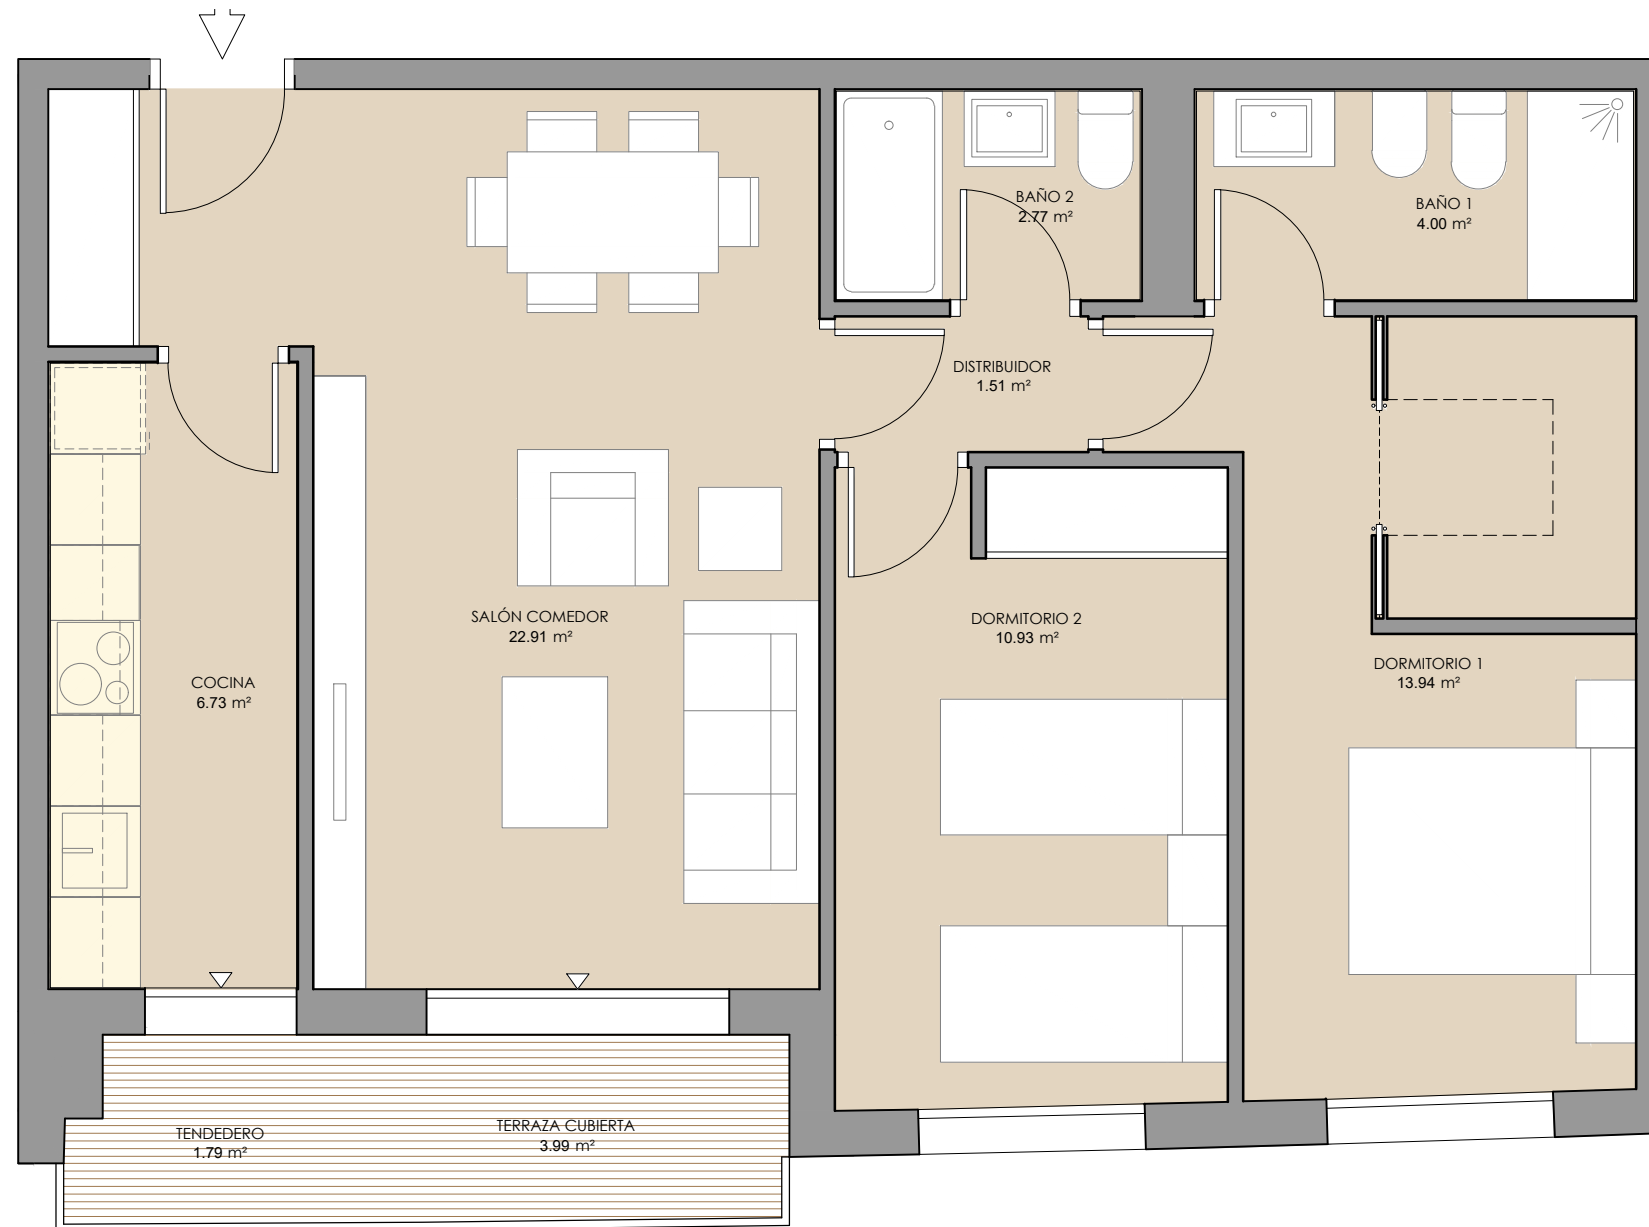 BAÑO 2
2.77 m²
BAÑO 1
4.00 m²
DISTRIBUIDOR
1.51 m²
SALÓN COMEDOR
22.91 m²
DORMITORIO 2
10.93 m²
DORMITORIO 1
13.94 m²
COCINA
6.73 m²
TENDEDERO
1.79 m²
TERRAZA CUBIERTA
3.99 m²